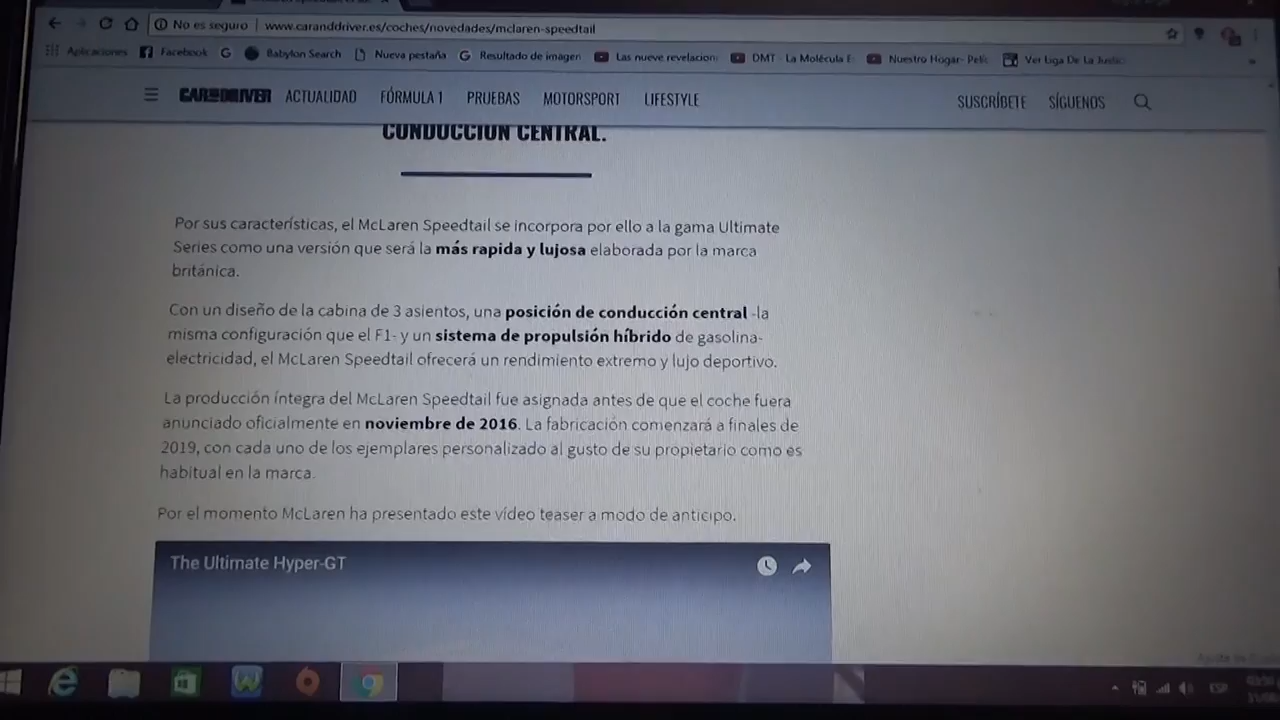 No es seguro | www.caranddriver.es/coches/novedades/mclaren-speedtail
Aplicaciones Facebook Babylon Search Nueva pestaña Resultado de imagen Las nueve revelacion DMT - La Molécula E Nuestro Hogar- Pelíc Ver Liga De La Justic
CAR AND DRIVER ACTUALIDAD FÓRMULA 1 PRUEBAS MOTORSPORT LIFESTYLE SUSCRÍBETE SÍGUENOS
CONDUCCIÓN CENTRAL.
Por sus características, el McLaren Speedtail se incorpora por ello a la gama Ultimate
Series como una versión que será la más rapida y lujosa elaborada por la marca
británica.
Con un diseño de la cabina de 3 asientos, una posición de conducción central -la
misma configuración que el F1- y un sistema de propulsión híbrido de gasolina-
electricidad, el McLaren Speedtail ofrecerá un rendimiento extremo y lujo deportivo.
La producción íntegra del McLaren Speedtail fue asignada antes de que el coche fuera
anunciado oficialmente en noviembre de 2016. La fabricación comenzará a finales de
2019, con cada uno de los ejemplares personalizado al gusto de su propietario como es
habitual en la marca.
Por el momento McLaren ha presentado este vídeo teaser a modo de anticipo.
The Ultimate Hyper-GT
ESP